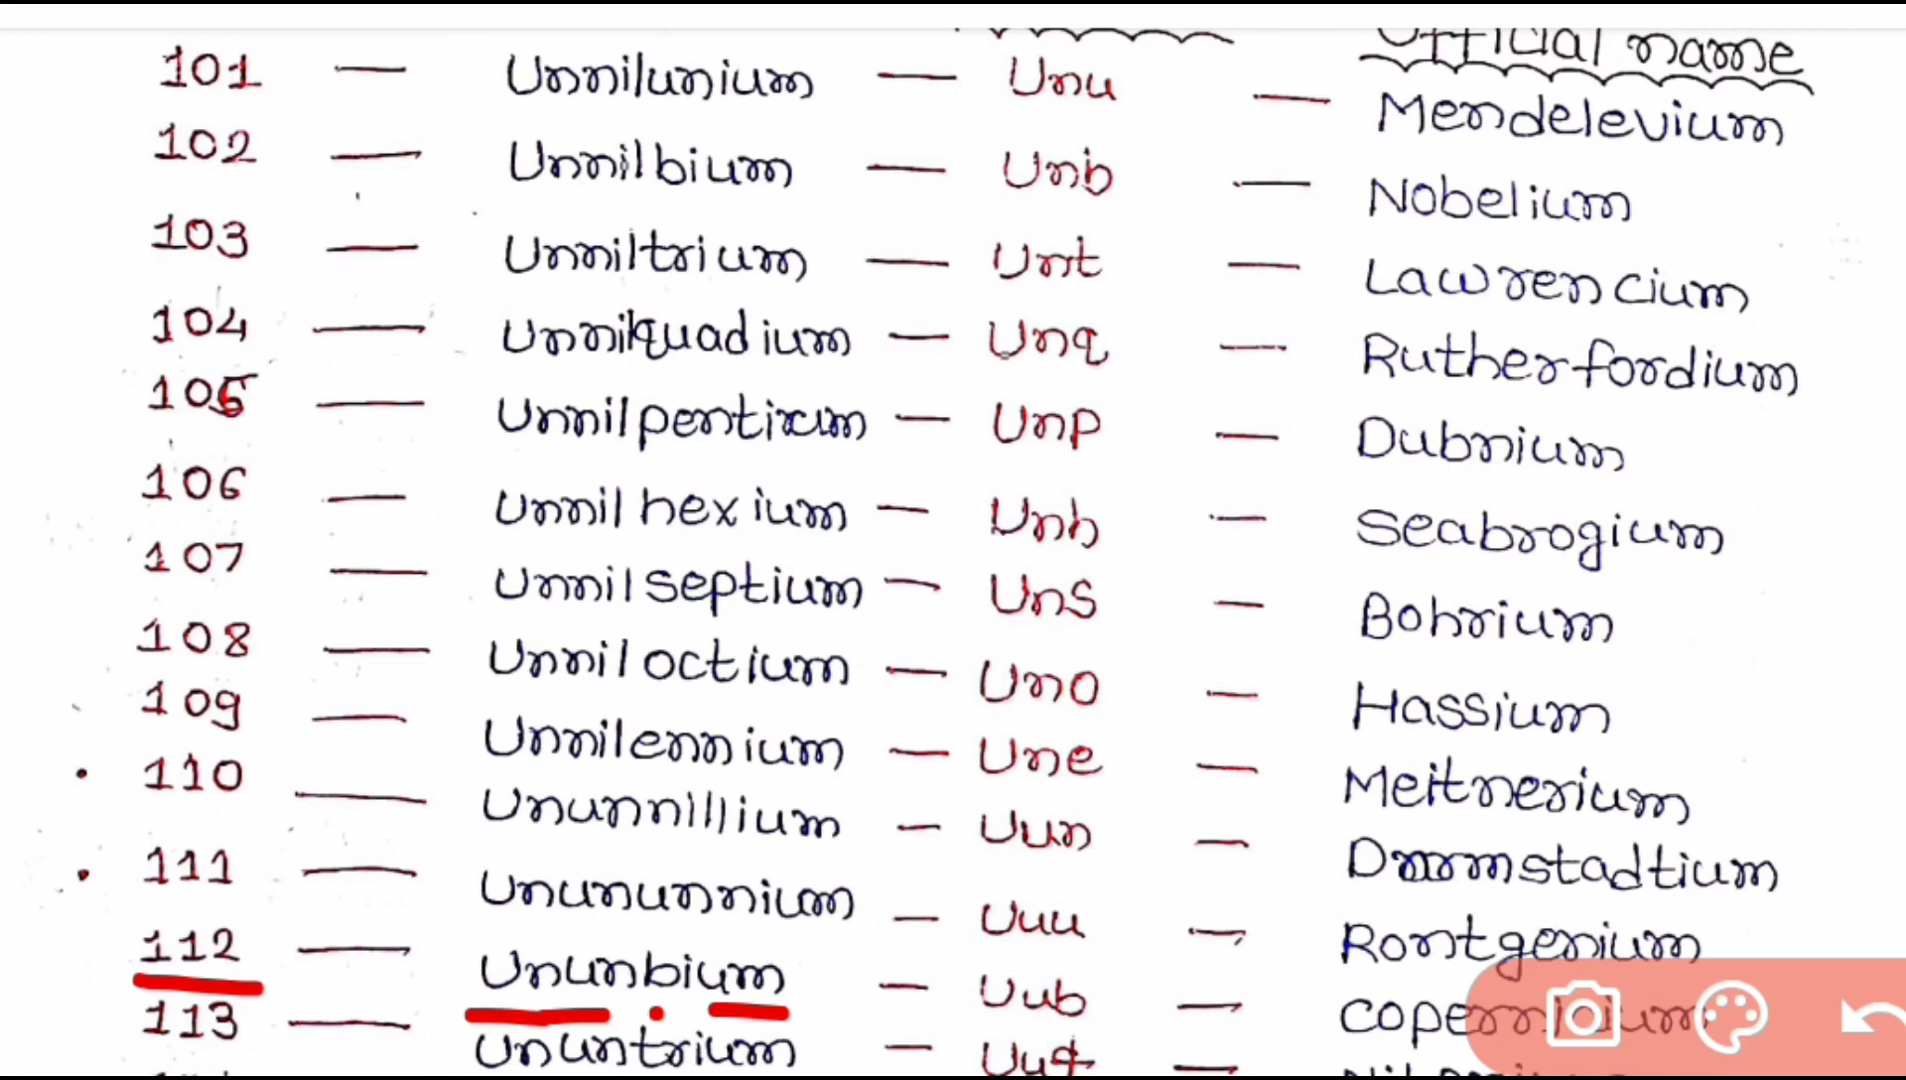 Official name
101 — Unnilunium — Unu — Mendelevium
102 — Unnilbium — Unb — Nobelium
103 — Unniltrium — Unt — Lawrencium
104 — Unnilquadium — Unq — Rutherfordium
105 — Unnilpentium — Unp — Dubnium
106 — Unnilhexium — Unh — Seabrogium
107 — Unnilseptium — Uns — Bohrium
108 — Unniloctium — Uno — Hassium
109 — Unnilennium — Une — Meitnerium
110 — Ununnillium — Uun — Darmstadtium
111 — Unununnium — Uuu — Rontgenium
112 — Ununbium — Uub — Copernicium
113 — Ununtrium — Uut —